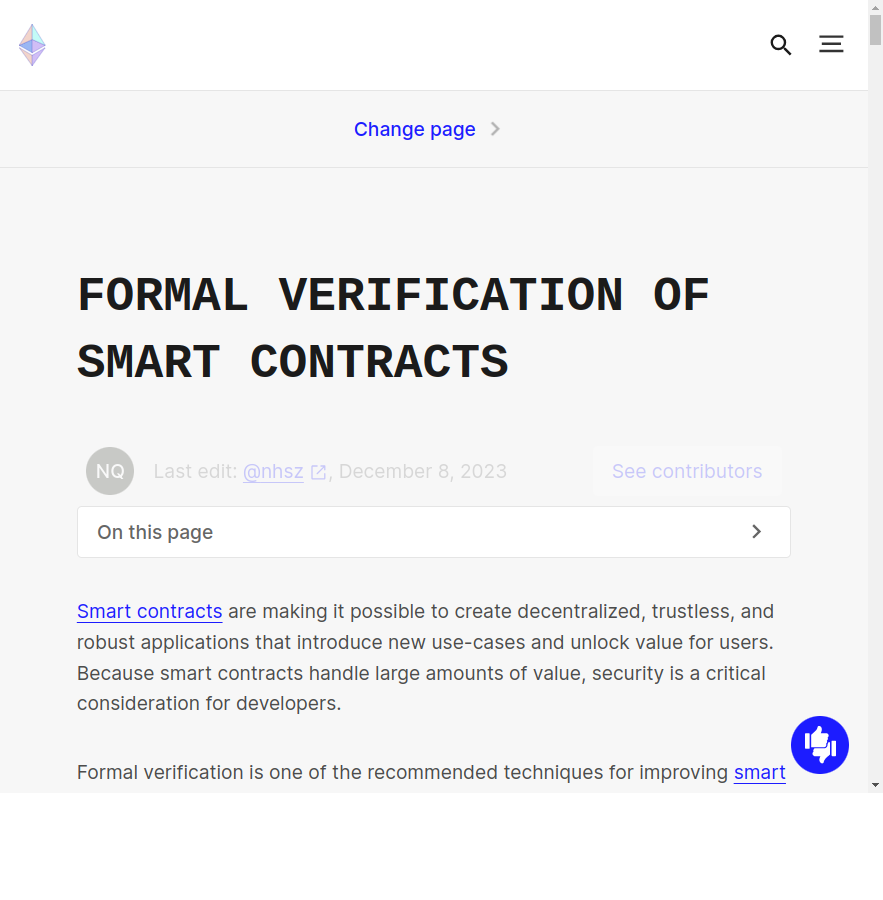 Change page
FORMAL VERIFICATION OF
SMART CONTRACTS
NQ Last edit: @nhsz, December 8, 2023 See contributors
On this page
Smart contracts are making it possible to create decentralized, trustless, and
robust applications that introduce new use-cases and unlock value for users.
Because smart contracts handle large amounts of value, security is a critical
consideration for developers.
Formal verification is one of the recommended techniques for improving smart